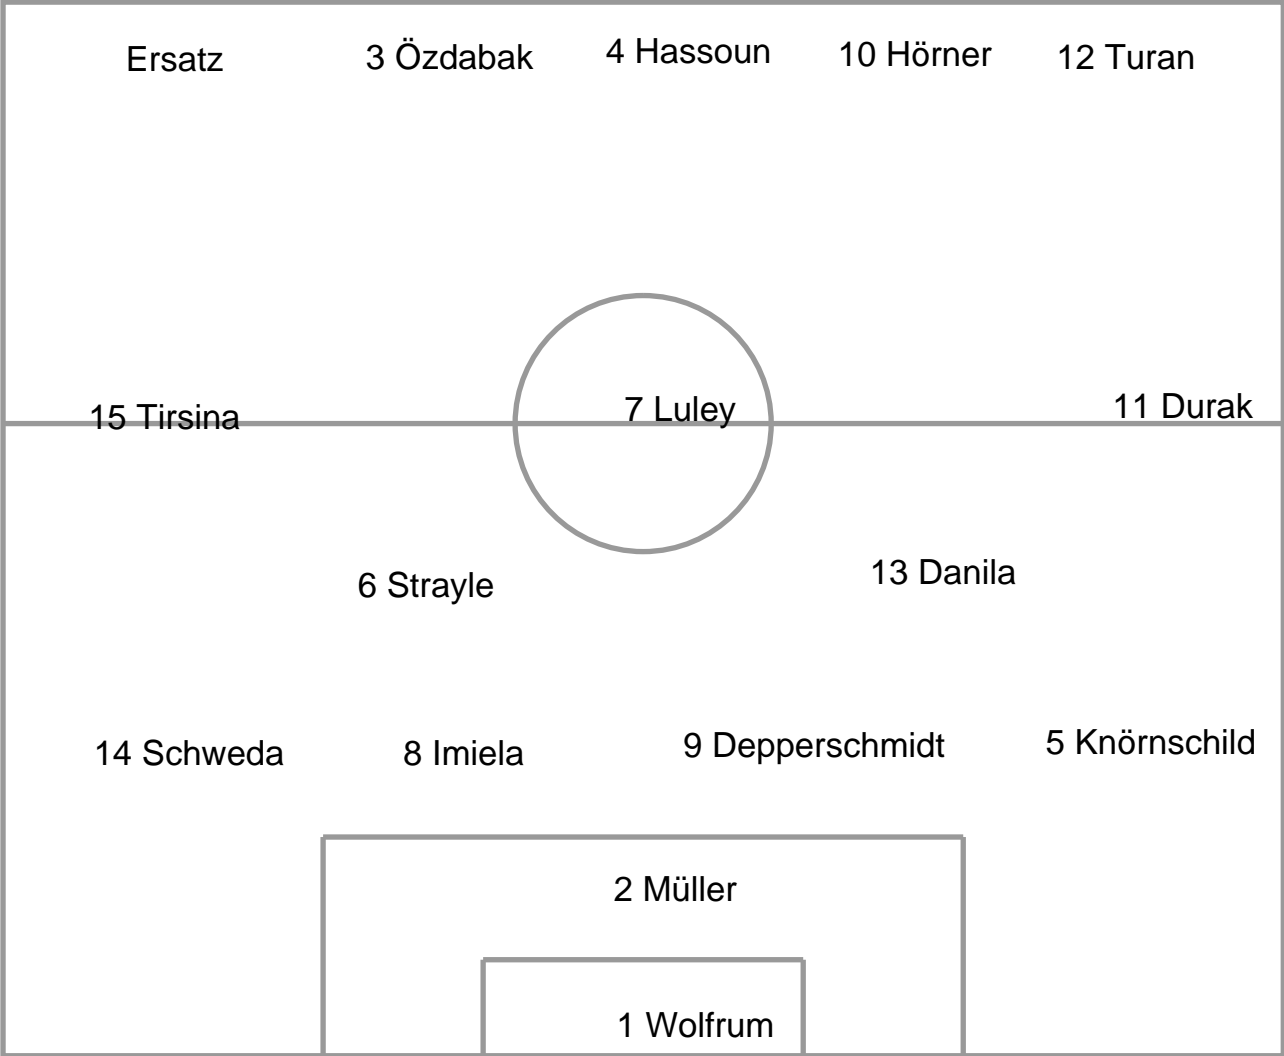 Ersatz 3 Özdabak 4 Hassoun 10 Hörner 12 Turan
15 Tirsina 7 Luley 11 Durak
6 Strayle 13 Danila
14 Schweda 8 Imiela 9 Depperschmidt 5 Knörnschild
2 Müller
1 Wolfrum